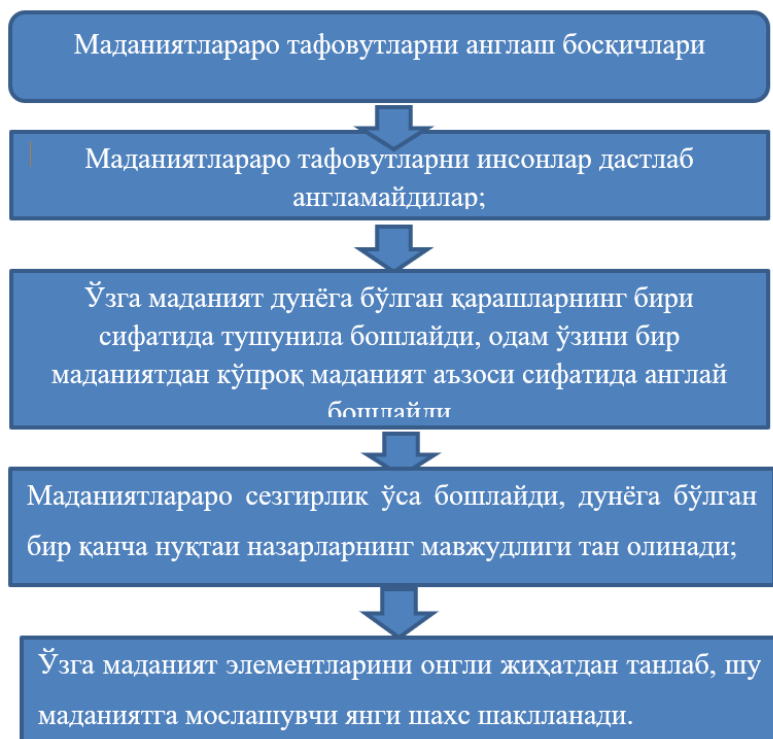 Маданиятлараро тафовутларни англаш босқичлари
Маданиятлараро тафовутларни инсонлар дастлаб
англамайдилар;
Ўзга маданият дунёга бўлган қарашларнинг бири
сифатида тушунила бошлайди, одам ўзини бир
маданиятдан кўпроқ маданият аъзоси сифатида англай
бошлайди
Маданиятлараро сезгирлик ўса бошлайди, дунёга бўлган
бир қанча нуқтаи назарларнинг мавжудлиги тан олинади;
Ўзга маданият элементларини онгли жиҳатдан танлаб, шу
маданиятга мослашувчи янги шахс шаклланади.